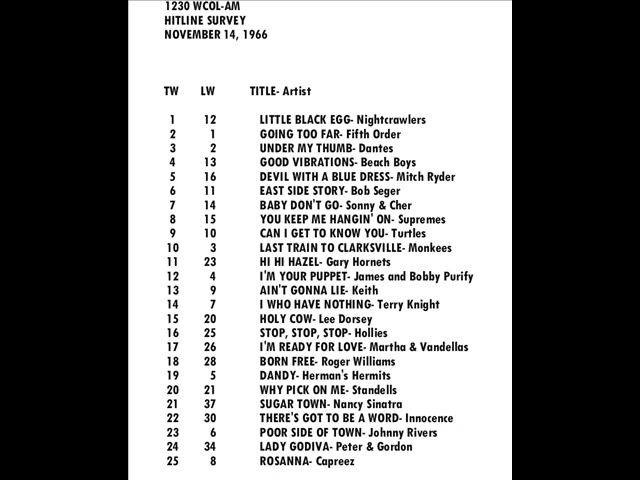 1230 WCOL-AM
HITLINE SURVEY
NOVEMBER 14, 1966
TW LW TITLE- Artist
1 12 LITTLE BLACK EGG- Nightcrawlers
2 1 GOING TOO FAR- Fifth Order
3 2 UNDER MY THUMB- Dantes
4 13 GOOD VIBRATIONS- Beach Boys
5 16 DEVIL WITH A BLUE DRESS- Mitch Ryder
6 11 EAST SIDE STORY- Bob Seger
7 14 BABY DON'T GO- Sonny & Cher
8 15 YOU KEEP ME HANGIN' ON- Supremes
9 10 CAN I GET TO KNOW YOU- Turtles
10 3 LAST TRAIN TO CLARKSVILLE- Monkees
11 23 HI HI HAZEL- Gary Hornets
12 4 I'M YOUR PUPPET- James and Bobby Purify
13 9 AIN'T GONNA LIE- Keith
14 7 I WHO HAVE NOTHING- Terry Knight
15 20 HOLY COW- Lee Dorsey
16 25 STOP, STOP, STOP- Hollies
17 26 I'M READY FOR LOVE- Martha & Vandellas
18 28 BORN FREE- Roger Williams
19 5 DANDY- Herman's Hermits
20 21 WHY PICK ON ME- Standells
21 37 SUGAR TOWN- Nancy Sinatra
22 30 THERE'S GOT TO BE A WORD- Innocence
23 6 POOR SIDE OF TOWN- Johnny Rivers
24 34 LADY GODIVA- Peter & Gordon
25 8 ROSANNA- Capreez